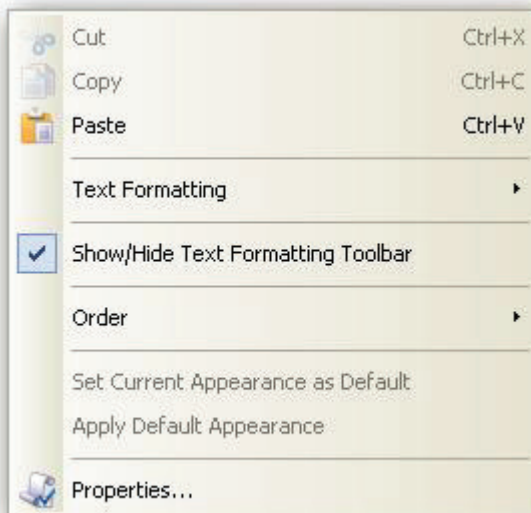 Cut Ctrl+X
Copy Ctrl+C
Paste Ctrl+V
Text Formatting
Show/Hide Text Formatting Toolbar
Order
Set Current Appearance as Default
Apply Default Appearance
Properties...